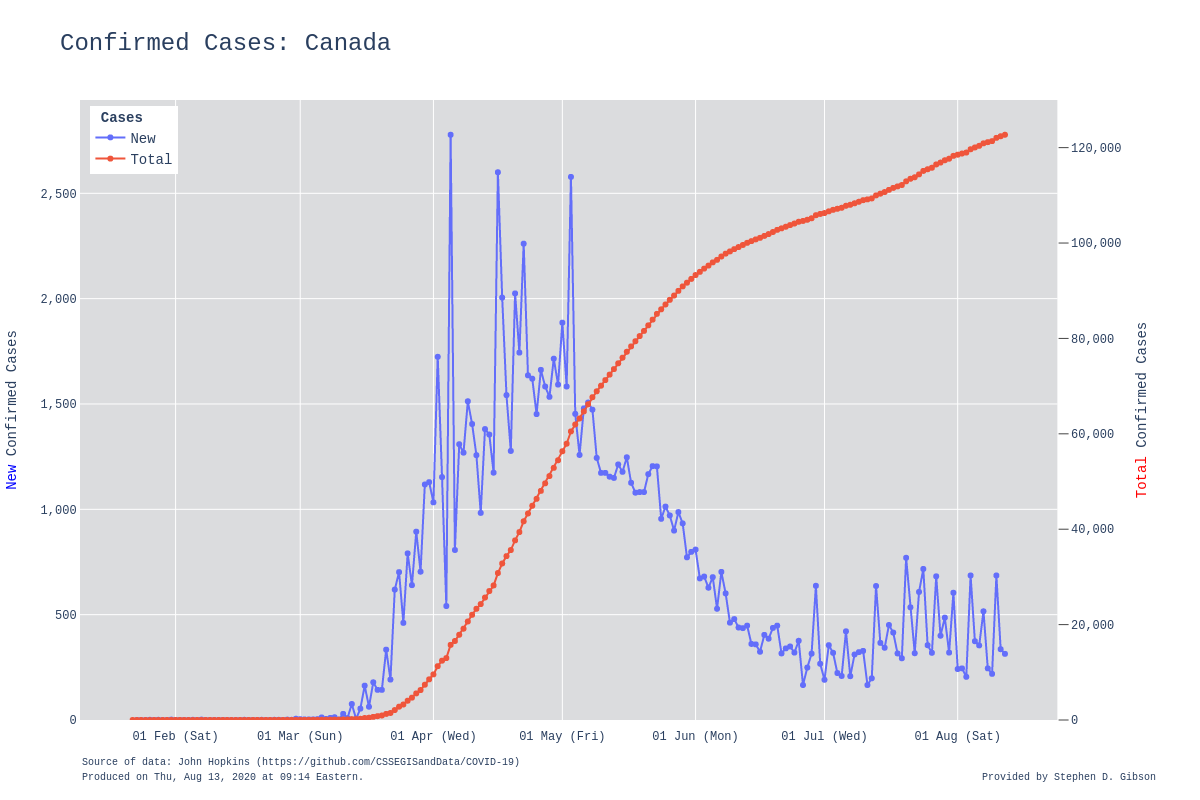 Confirmed Cases: Canada
Cases
New
Total
2,500
2,000
1,500
1,000
500
0
120,000
100,000
80,000
60,000
40,000
20,000
0
New Confirmed Cases
Total Confirmed Cases
01 Feb (Sat) 01 Mar (Sun) 01 Apr (Wed) 01 May (Fri) 01 Jun (Mon) 01 Jul (Wed) 01 Aug (Sat)
Source of data: John Hopkins (https://github.com/CSSEGISandData/COVID-19)
Produced on Thu, Aug 13, 2020 at 09:14 Eastern.
Provided by Stephen D. Gibson